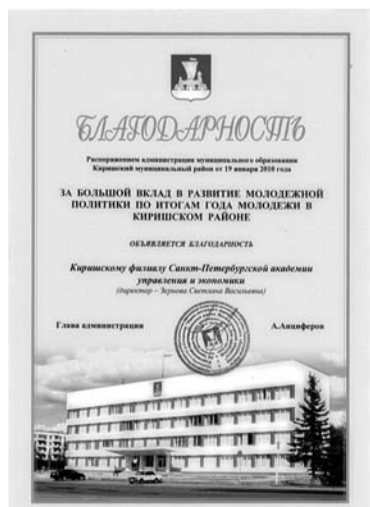 БЛАГОДАРНОСТЬ
Распоряжением администрации муниципального образования
Киришский муниципальный район от 19 января 2010 года
ЗА БОЛЬШОЙ ВКЛАД В РАЗВИТИЕ МОЛОДЕЖНОЙ
ПОЛИТИКИ ПО ИТОГАМ ГОДА МОЛОДЕЖИ В
КИРИШСКОМ РАЙОНЕ
ОБЪЯВЛЯЕТСЯ БЛАГОДАРНОСТЬ
Киришскому филиалу Санкт-Петербургской академии
управления и экономики
(директор – Зернова Светлана Васильевна)
Глава администрации А.Анциферов